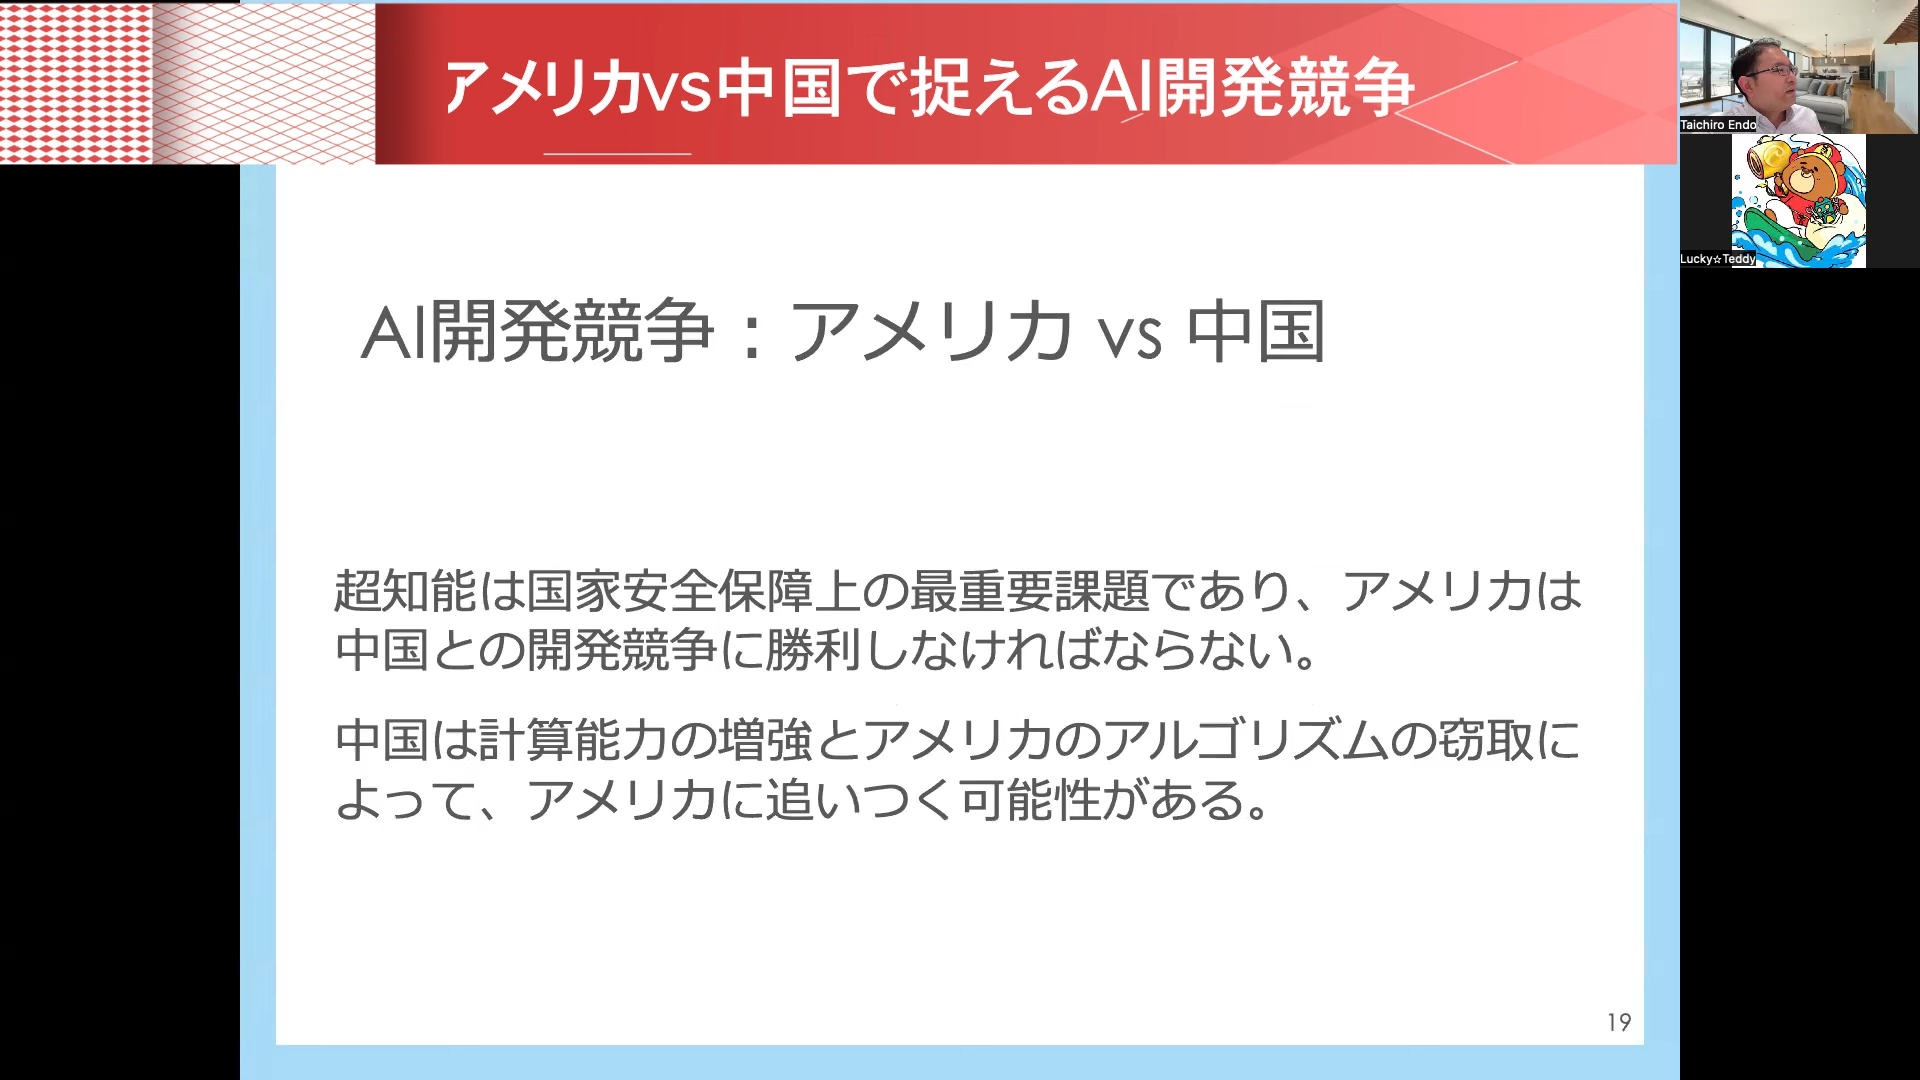 アメリカvs中国で捉えるAI開発競争
Taichiro Endo
Lucky☆Teddy
AI開発競争：アメリカ vs 中国
超知能は国家安全保障上の最重要課題であり、アメリカは
中国との開発競争に勝利しなければならない。
中国は計算能力の増強とアメリカのアルゴリズムの窃取に
よって、アメリカに追いつく可能性がある。
19